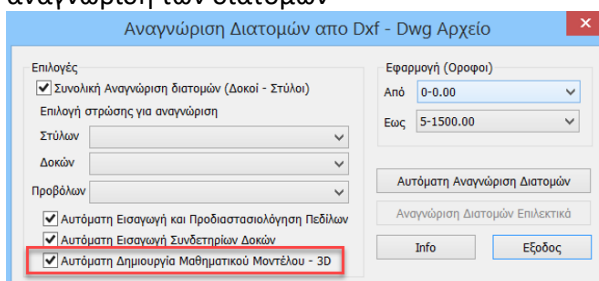 αναγνώριση των διατομών
Αναγνώριση Διατομών απο Dxf - Dwg Αρχείο
Επιλογές
Συνολική Αναγνώριση διατομών (Δοκοί - Στύλοι)
Επιλογή στρώσης για αναγνώριση
Στύλων
Δοκών
Προβόλων
Αυτόματη Εισαγωγή και Προδιαστασιολόγηση Πεδίλων
Αυτόματη Εισαγωγή Συνδετηρίων Δοκών
Αυτόματη Δημιουργία Μαθηματικού Μοντέλου - 3D
Εφαρμογή (Οροφοι)
Από 0-0.00
Εως 5-1500.00
Αυτόματη Αναγνώριση Διατομών
Αναγνώριση Διατομών Επιλεκτικά
Info Εξοδος